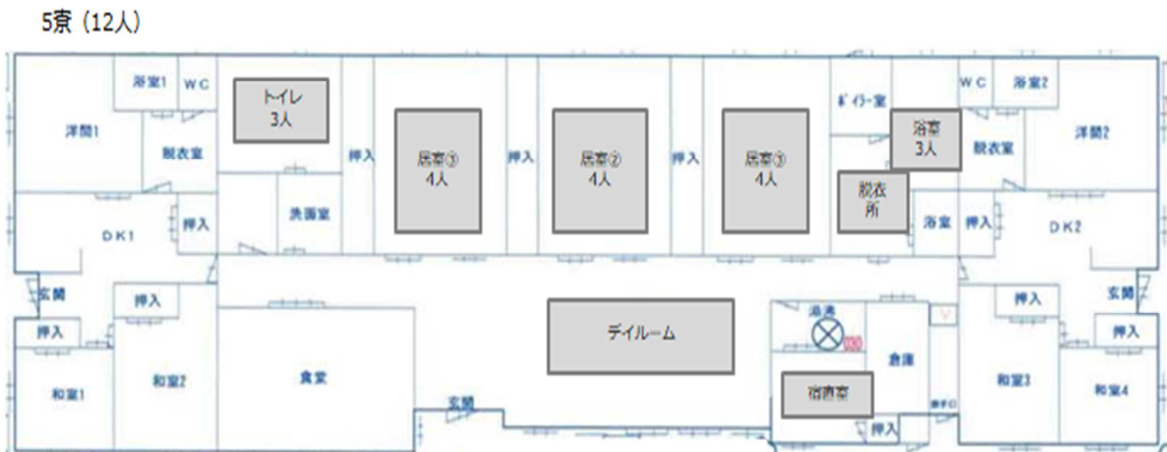 5寮（12人）
浴室1
WC
トイレ
3人
洋間1
脱衣室
押入
居室③
4人
押入
居室②
4人
押入
居室③
4人
ボイラー室
浴室
3人
WC
浴室2
脱衣室
洋間2
脱衣
所
DK1
押入
洗面室
浴室
押入
DK2
玄関
押入
押入
和室1
和室2
食堂
玄関
デイルーム
湯沸
倉庫
宿直室
押入
勝手口
押入
玄関
押入
和室3
和室4